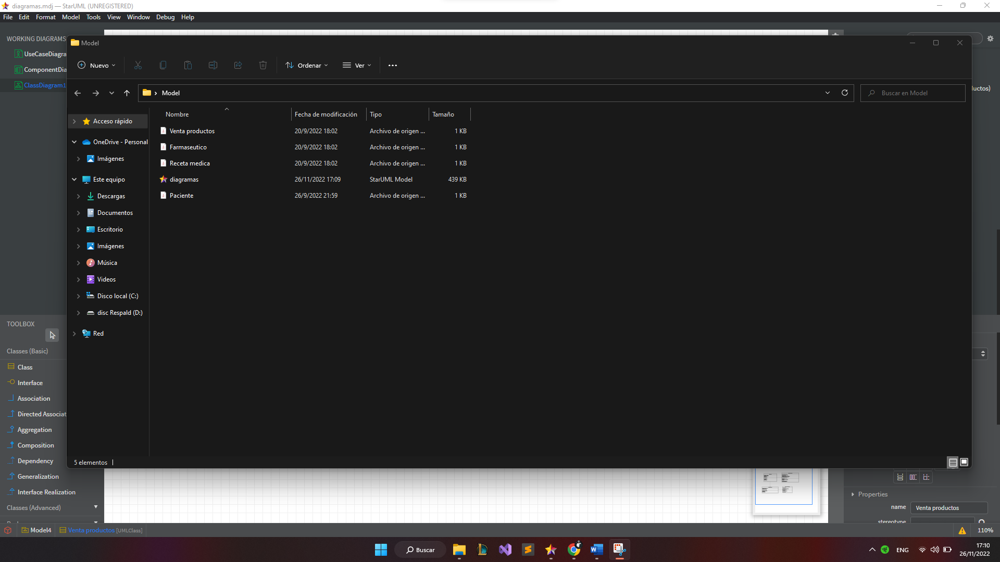 diagramas.mdj — StarUML (UNREGISTERED)
File Edit Format Model Tools View Window Debug Help
WORKING DIAGRAMS
UseCaseDiagra
ComponentDia
ClassDiagram1
Model
Nuevo
Ordenar
Ver
Model
Buscar en Model
uctos)
Nombre Fecha de modificación Tipo Tamaño
Venta productos 20/9/2022 18:02 Archivo de origen ... 1 KB
Farmaseutico 20/9/2022 18:02 Archivo de origen ... 1 KB
Receta medica 20/9/2022 18:02 Archivo de origen ... 1 KB
diagramas 26/11/2022 17:09 StarUML Model 439 KB
Paciente 26/9/2022 21:59 Archivo de origen ... 1 KB
Acceso rápido
OneDrive - Personal
Imágenes
Este equipo
Descargas
Documentos
Escritorio
Imágenes
Música
Videos
Disco local (C:)
disc Respald (D:)
Red
5 elementos
TOOLBOX
Classes (Basic)
Class
Interface
Association
Directed Associat
Aggregation
Composition
Dependency
Generalization
Interface Realization
Classes (Advanced)
Properties
name Venta productos
stereotype
Model4 Venta productos [UMLClass]
110%
Buscar
ENG
17:10
26/11/2022